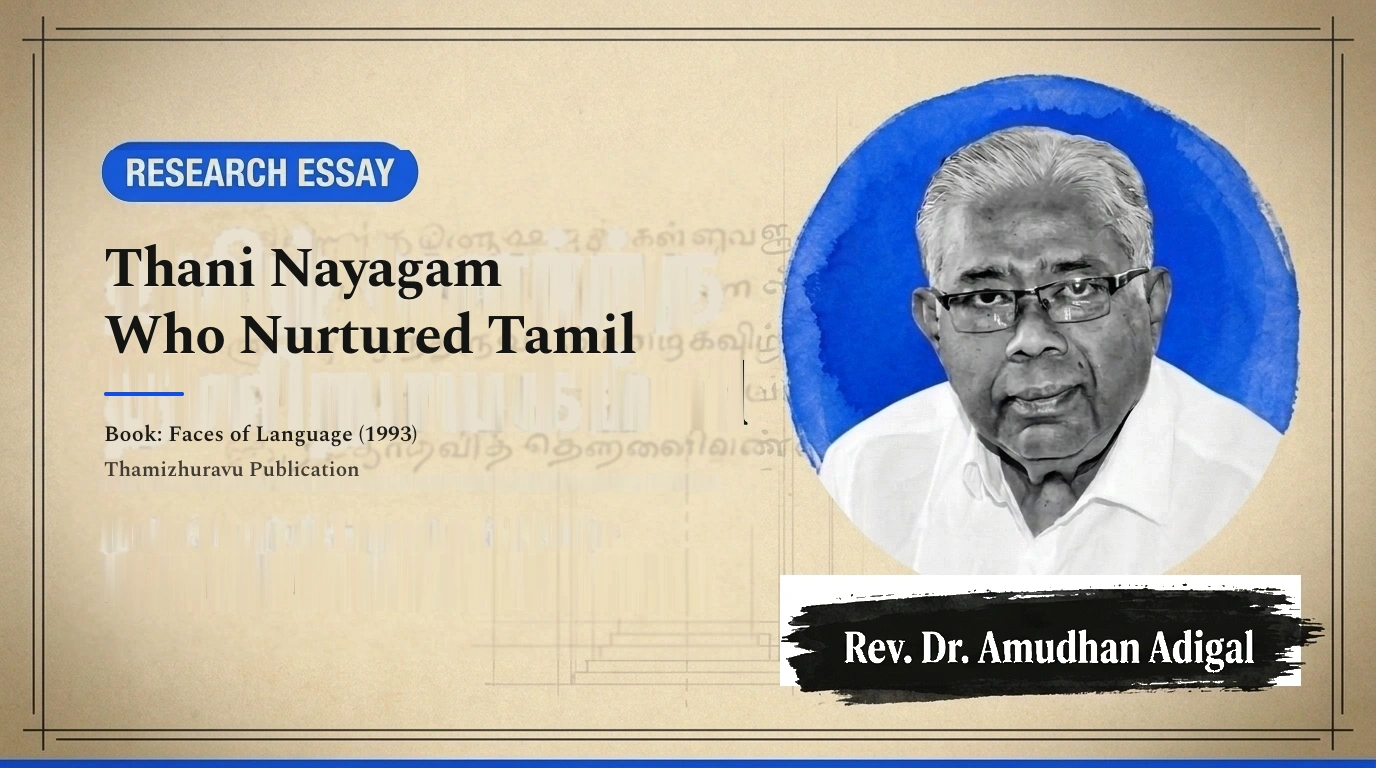 RESEARCH ESSAY
Thani Nayagam
Who Nurtured Tamil
Book: Faces of Language (1993)
Thamizhuravu Publication
Rev. Dr. Amudhan Adigal